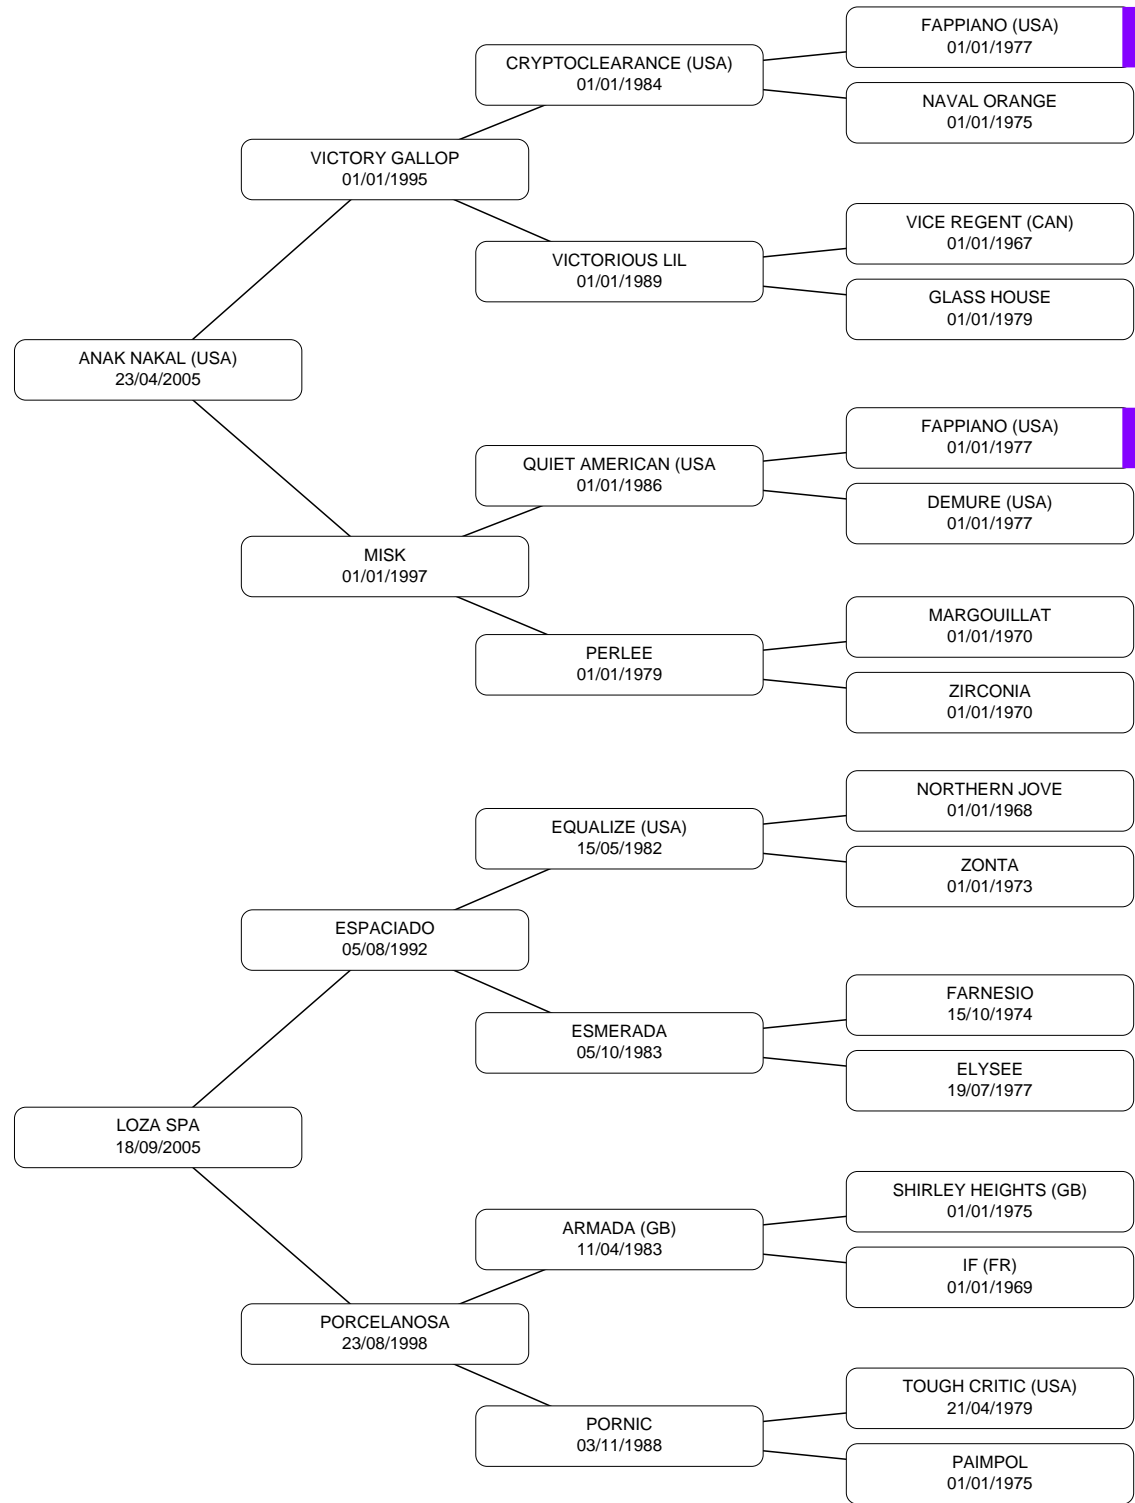 FAPPIANO (USA)
01/01/1977
CRYPTOCLEARANCE (USA)
01/01/1984
NAVAL ORANGE
01/01/1975
VICTORY GALLOP
01/01/1995
VICE REGENT (CAN)
01/01/1967
VICTORIOUS LIL
01/01/1989
GLASS HOUSE
01/01/1979
ANAK NAKAL (USA)
23/04/2005
FAPPIANO (USA)
01/01/1977
QUIET AMERICAN (USA
01/01/1986
DEMURE (USA)
01/01/1977
MISK
01/01/1997
MARGOUILLAT
01/01/1970
PERLEE
01/01/1979
ZIRCONIA
01/01/1970
NORTHERN JOVE
01/01/1968
EQUALIZE (USA)
15/05/1982
ZONTA
01/01/1973
ESPACIADO
05/08/1992
FARNESIO
15/10/1974
ESMERADA
05/10/1983
ELYSEE
19/07/1977
LOZA SPA
18/09/2005
SHIRLEY HEIGHTS (GB)
01/01/1975
ARMADA (GB)
11/04/1983
IF (FR)
01/01/1969
PORCELANOSA
23/08/1998
TOUGH CRITIC (USA)
21/04/1979
PORNIC
03/11/1988
PAIMPOL
01/01/1975